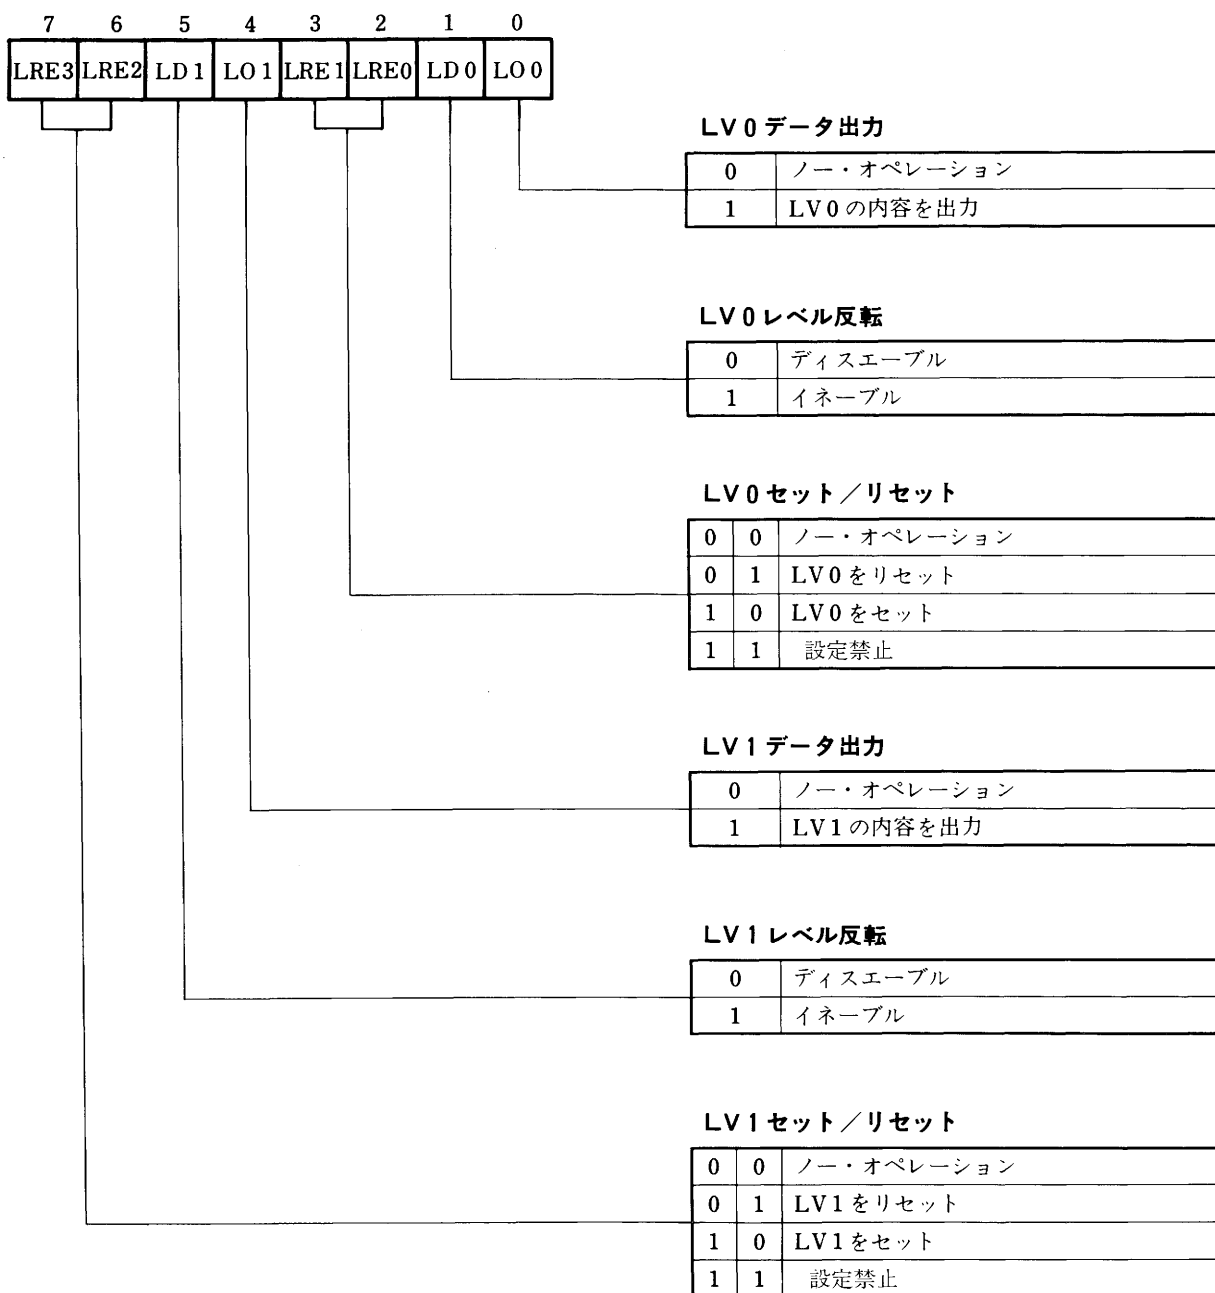 7 6 5 4 3 2 1 0
LRE3 LRE2 LD1 LO1 LRE1 LRE0 LD0 LO0
LV0データ出力
0 ノー・オペレーション
1 LV0の内容を出力
LV0レベル反転
0 ディスエーブル
1 イネーブル
LV0セット/リセット
0 0 ノー・オペレーション
0 1 LV0をリセット
1 0 LV0をセット
1 1 設定禁止
LV1データ出力
0 ノー・オペレーション
1 LV1の内容を出力
LV1レベル反転
0 ディスエーブル
1 イネーブル
LV1セット/リセット
0 0 ノー・オペレーション
0 1 LV1をリセット
1 0 LV1をセット
1 1 設定禁止